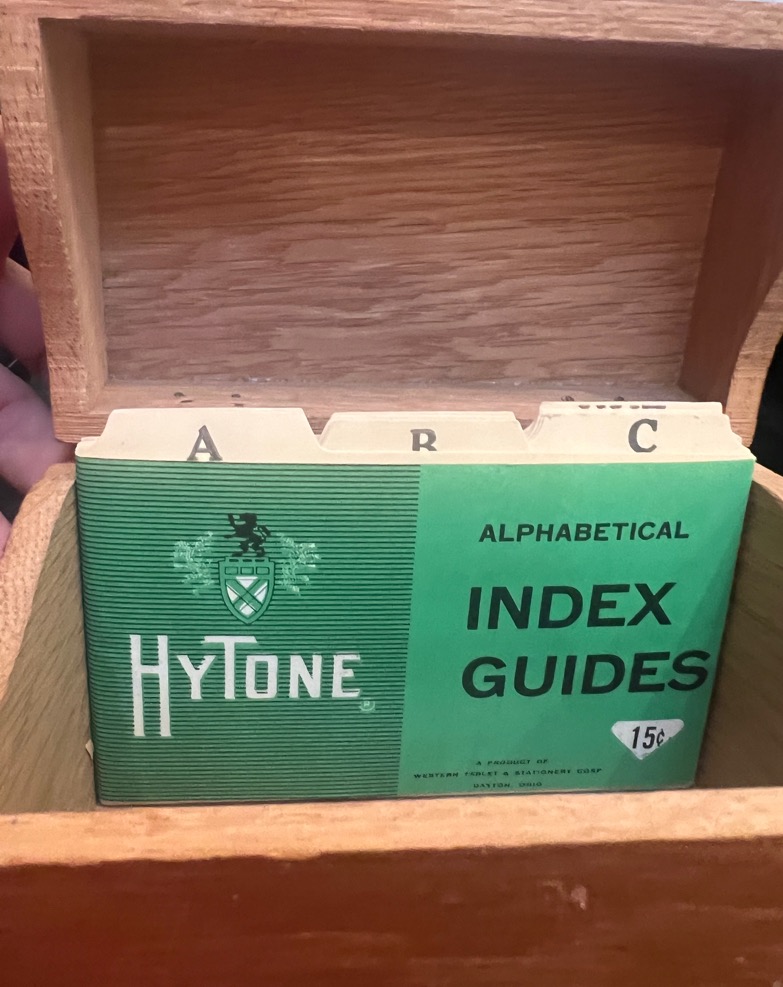 A B C
HYTONE
ALPHABETICAL
INDEX
GUIDES
15¢
A PRODUCT OF
WESTERN TABLET & STATIONERY CORP
DAYTON, OHIO